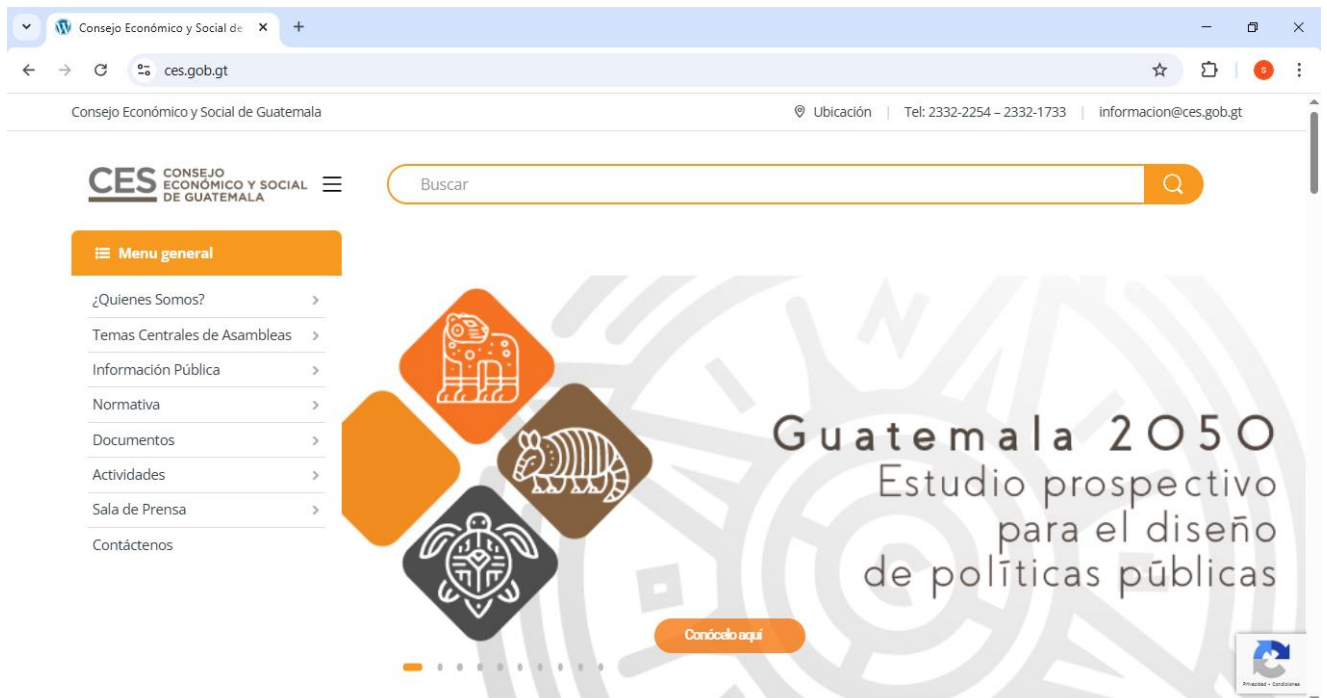 Consejo Económico y Social de
ces.gob.gt
S
Consejo Económico y Social de Guatemala
Ubicación | Tel: 2332-2254 – 2332-1733 | informacion@ces.gob.gt
CES CONSEJO
ECONÓMICO Y SOCIAL
DE GUATEMALA
Buscar
Menu general
¿Quienes Somos?
Temas Centrales de Asambleas
Información Pública
Normativa
Documentos
Actividades
Sala de Prensa
Contáctenos
Guatemala 2050
Estudio prospectivo
para el diseño
de políticas públicas
Conócelo aquí
Privacidad - Condiciones